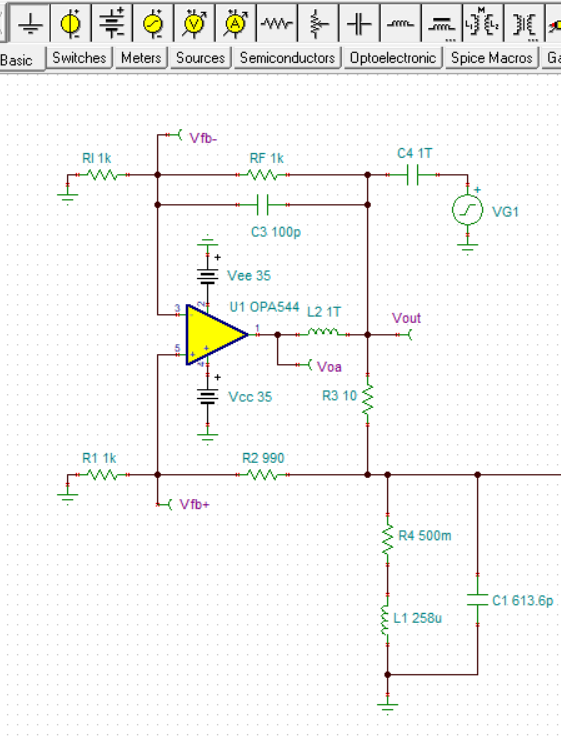 Basic Switches Meters Sources Semiconductors Optoelectronic Spice Macros Ga
Vfb-
RI 1k
RF 1k
C4 1T
VG1
C3 100p
Vee 35
U1 OPA544
L2 1T
Vout
3
2
1
5
4
Voa
Vcc 35
R3 10
R1 1k
R2 990
Vfb+
R4 500m
C1 613.6p
L1 258u